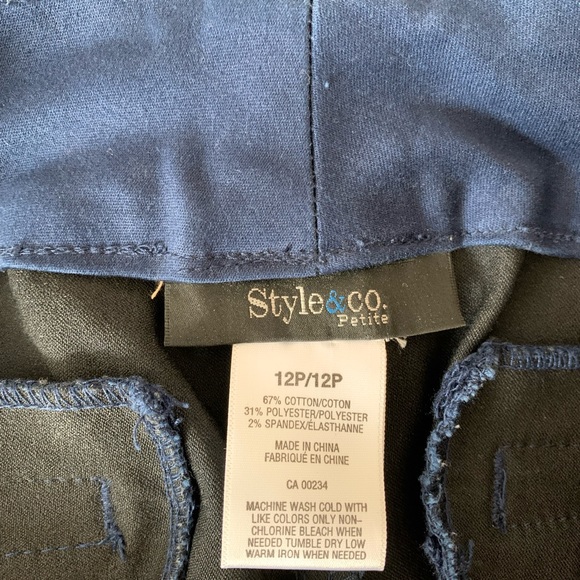 Style&co.
Petite
12P/12P
67% COTTON/COTON
31% POLYESTER/POLYESTER
2% SPANDEX/ÉLASTHANNE
MADE IN CHINA
FABRIQUÉ EN CHINE
CA 00234
MACHINE WASH COLD WITH
LIKE COLORS ONLY NON-
CHLORINE BLEACH WHEN
NEEDED TUMBLE DRY LOW
WARM IRON WHEN NEEDED